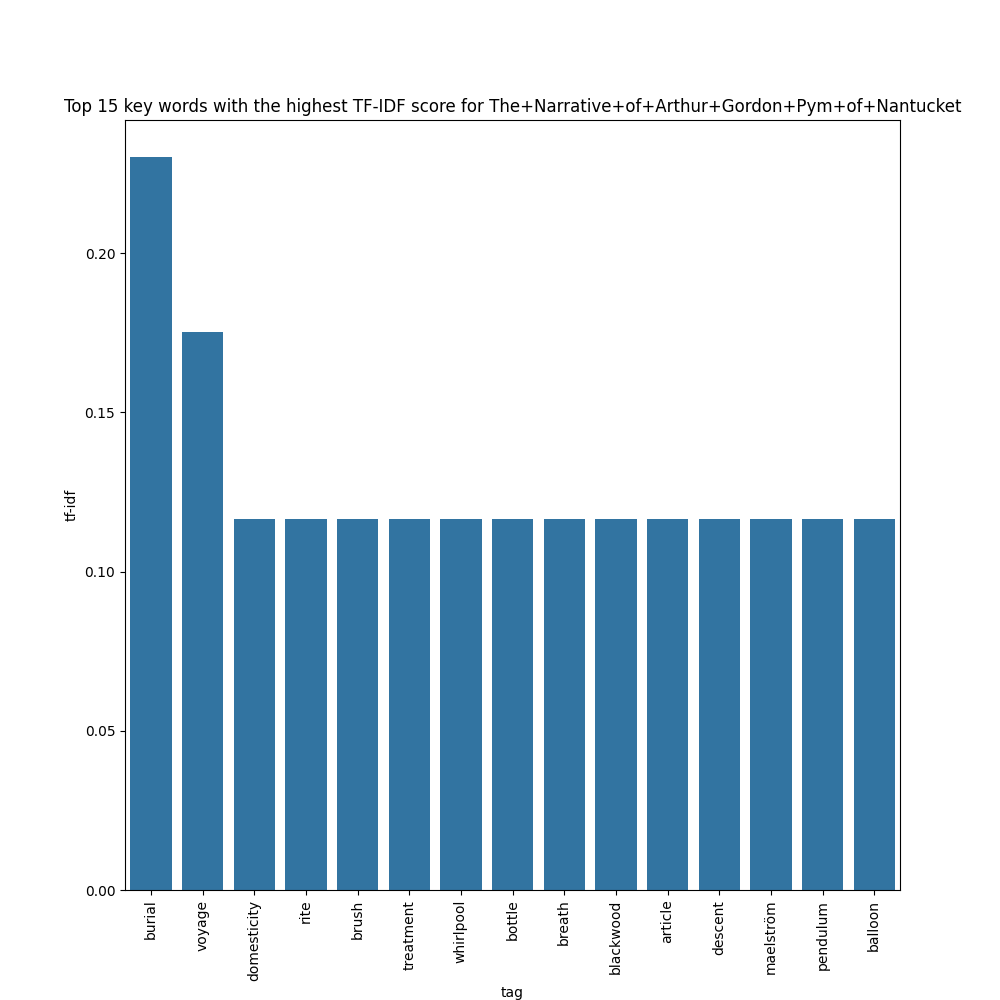 Top 15 key words with the highest TF-IDF score for The+Narrative+of+Arthur+Gordon+Pym+of+Nantucket
0.20
0.15
0.10
0.05
0.00
tf-idf
burial
voyage
domesticity
rite
brush
treatment
whirlpool
bottle
breath
blackwood
article
descent
maelström
pendulum
balloon
tag